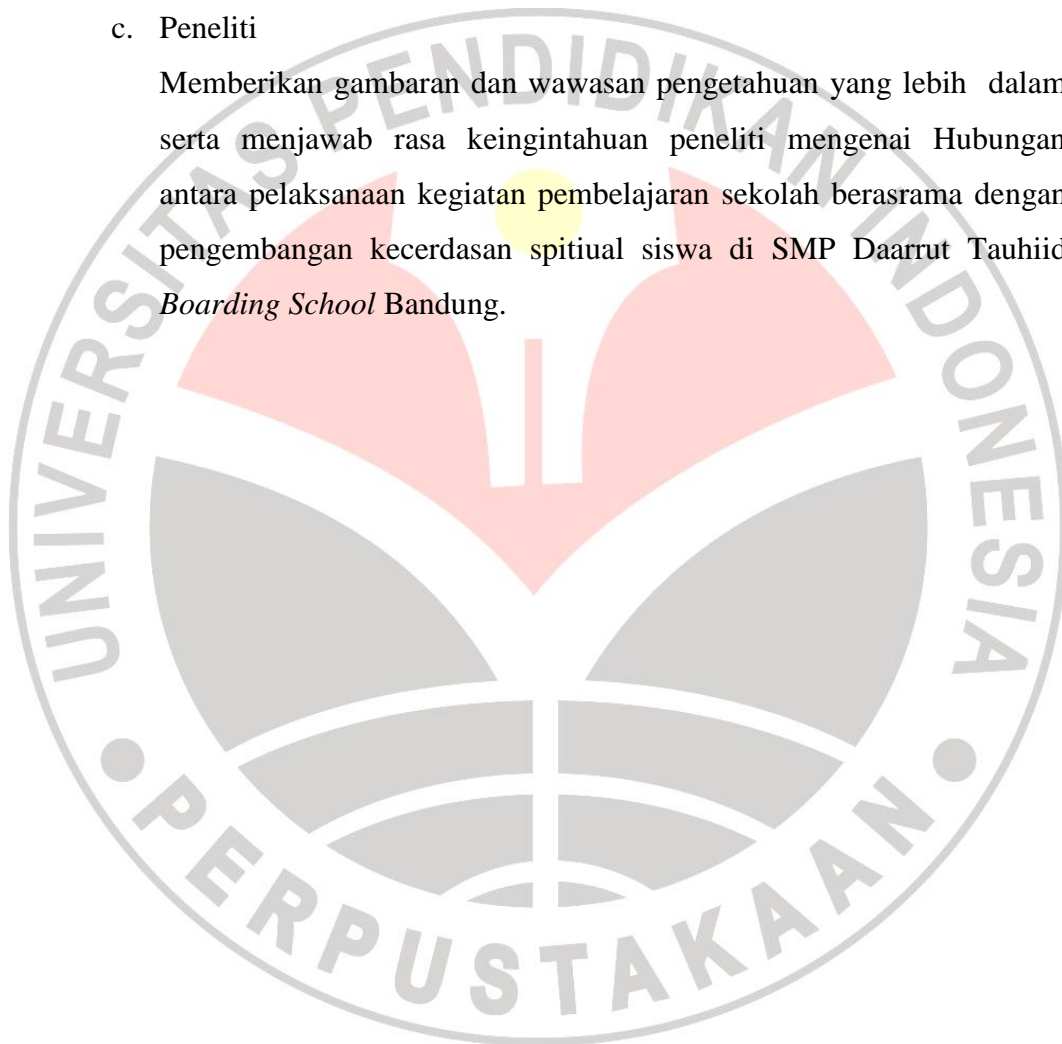 c. Peneliti
Memberikan gambaran dan wawasan pengetahuan yang lebih dalam
serta menjawab rasa keingintahuan peneliti mengenai Hubungan
antara pelaksanaan kegiatan pembelajaran sekolah berasrama dengan
pengembangan kecerdasan spitiual siswa di SMP Daarrut Tauhiid
Boarding School Bandung.
UNIVERSITAS PENDIDIKAN INDONESIA
PERPUSTAKAAN